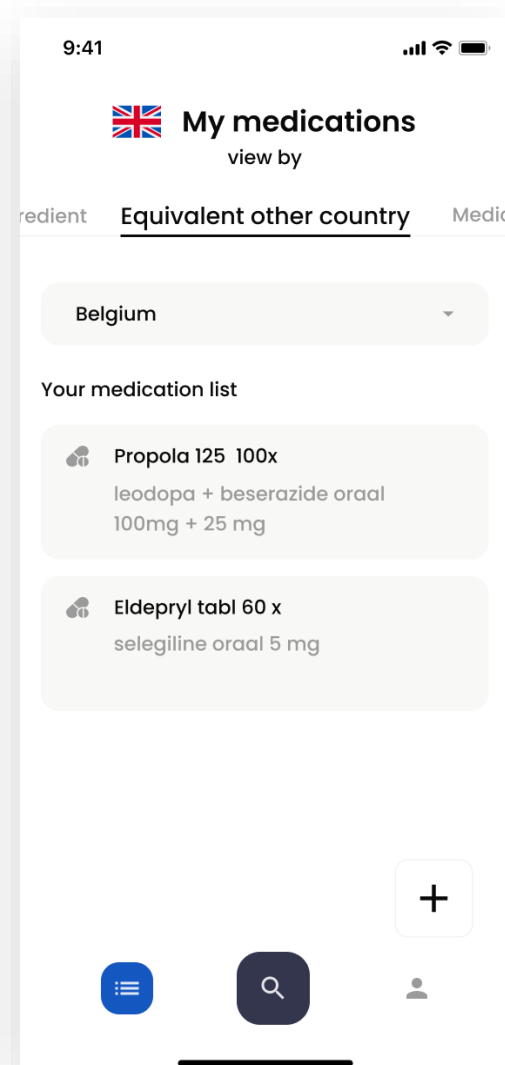 9:41
My medications
view by
redient Equivalent other country Medic
Belgium
Your medication list
Propola 125 100x
leodopa + beserazide oraal
100mg + 25 mg
Eldepryl tabl 60 x
selegiline oraal 5 mg